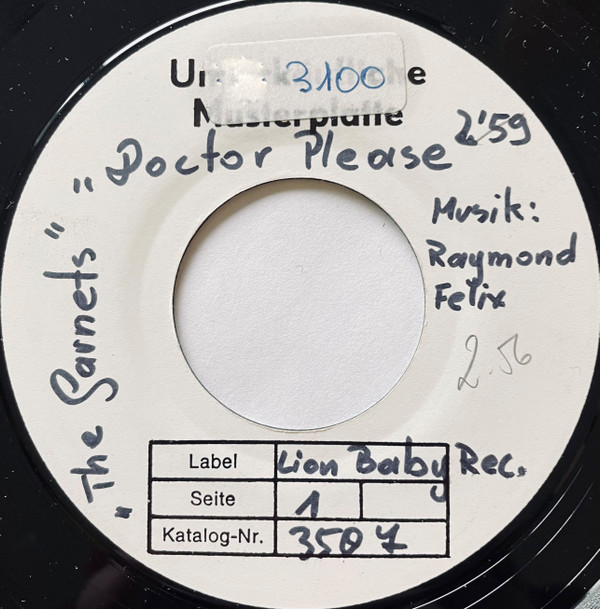 3100
Musterplatte
"Doctor Please
2'59
"The Garnets"
Musik:
Raymond
Felix
2.56
Label Lion Baby Rec.
Seite 1
Katalog-Nr. 3507